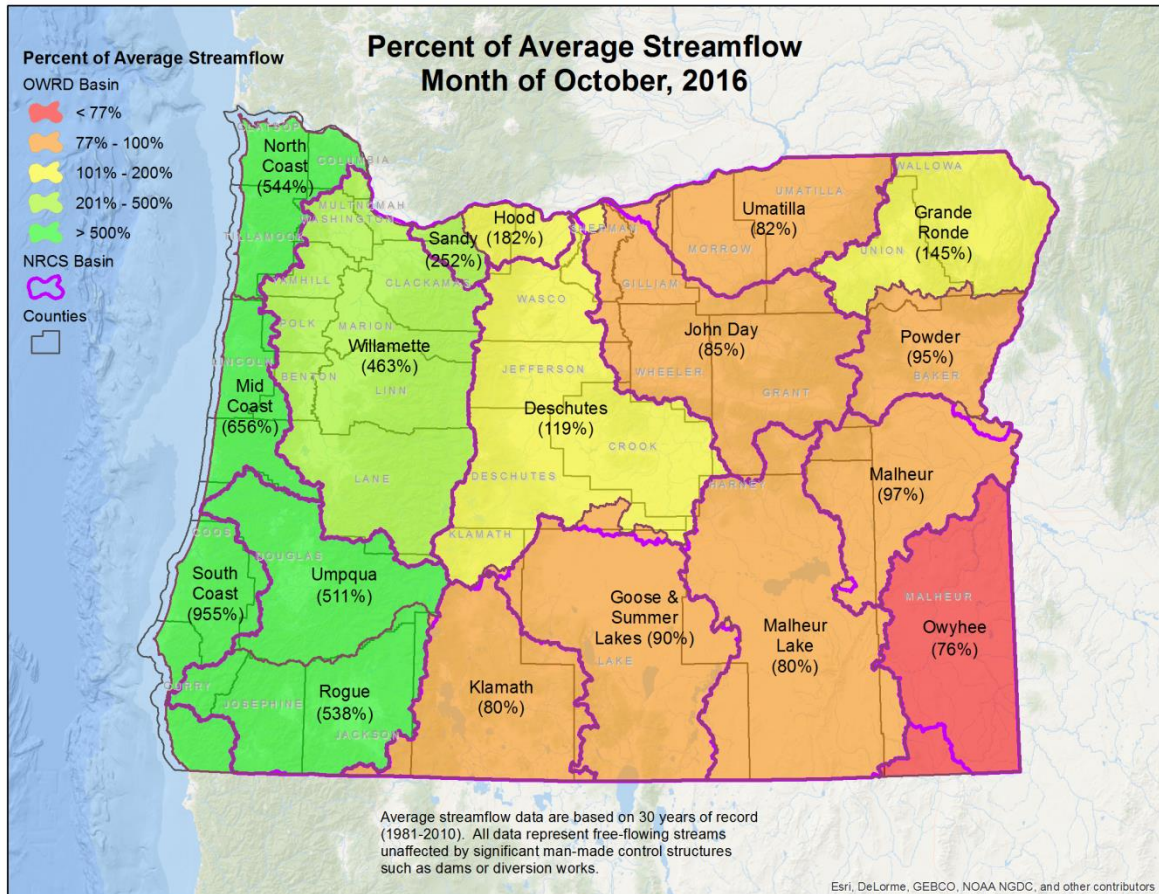 Percent of Average Streamflow
Month of October, 2016
Percent of Average Streamflow
OWRD Basin
< 77%
77% - 100%
101% - 200%
201% - 500%
> 500%
NRCS Basin
Counties
CLATSOP
North
Coast
(544%)
COLUMBIA
TILLAMOOK
MULTNOMAH
WASHINGTON
Sandy
(252%)
Hood
(182%)
SHERMAN
UMATILLA
Umatilla
(82%)
MORROW
WALLOWA
Grande
Ronde
(145%)
UNION
YAMHILL
CLACKAMAS
WASCO
GILLIAM
POLK
MARION
Willamette
(463%)
LINCOLN
BENTON
LINN
JEFFERSON
WHEELER
John Day
(85%)
GRANT
Powder
(95%)
BAKER
Mid
Coast
(656%)
Deschutes
(119%)
CROOK
LANE
DESCHUTES
HARNEY
Malheur
(97%)
COOS
DOUGLAS
KLAMATH
South
Coast
(955%)
Umpqua
(511%)
Goose &
Summer
Lakes (90%)
LAKE
Malheur
Lake
(80%)
MALHEUR
Owyhee
(76%)
CURRY
JOSEPHINE
Rogue
(538%)
JACKSON
Klamath
(80%)
Average streamflow data are based on 30 years of record
(1981-2010). All data represent free-flowing streams
unaffected by significant man-made control structures
such as dams or diversion works.
Esri, DeLorme, GEBCO, NOAA NGDC, and other contributors